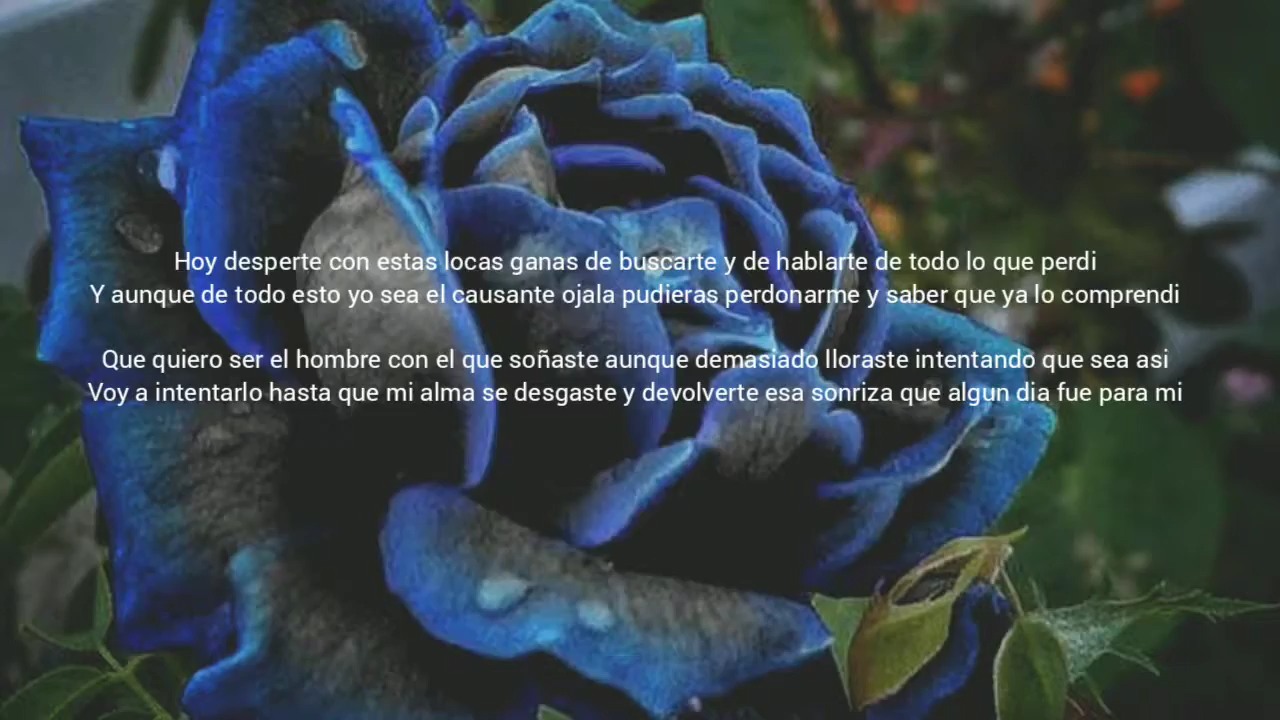 Hoy desperte con estas locas ganas de buscarte y de hablarte de todo lo que perdi
Y aunque de todo esto yo sea el causante ojala pudieras perdonarme y saber que ya lo comprendi
Que quiero ser el hombre con el que soñaste aunque demasiado lloraste intentando que sea asi
Voy a intentarlo hasta que mi alma se desgaste y devolverte esa sonriza que algun dia fue para mi